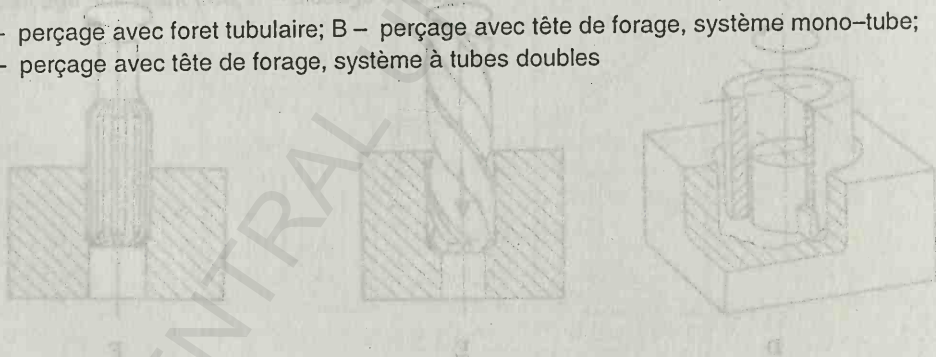 - perçage avec foret tubulaire; B – perçage avec tête de forage, système mono–tube;
- perçage avec tête de forage, système à tubes doubles
NTRAL U